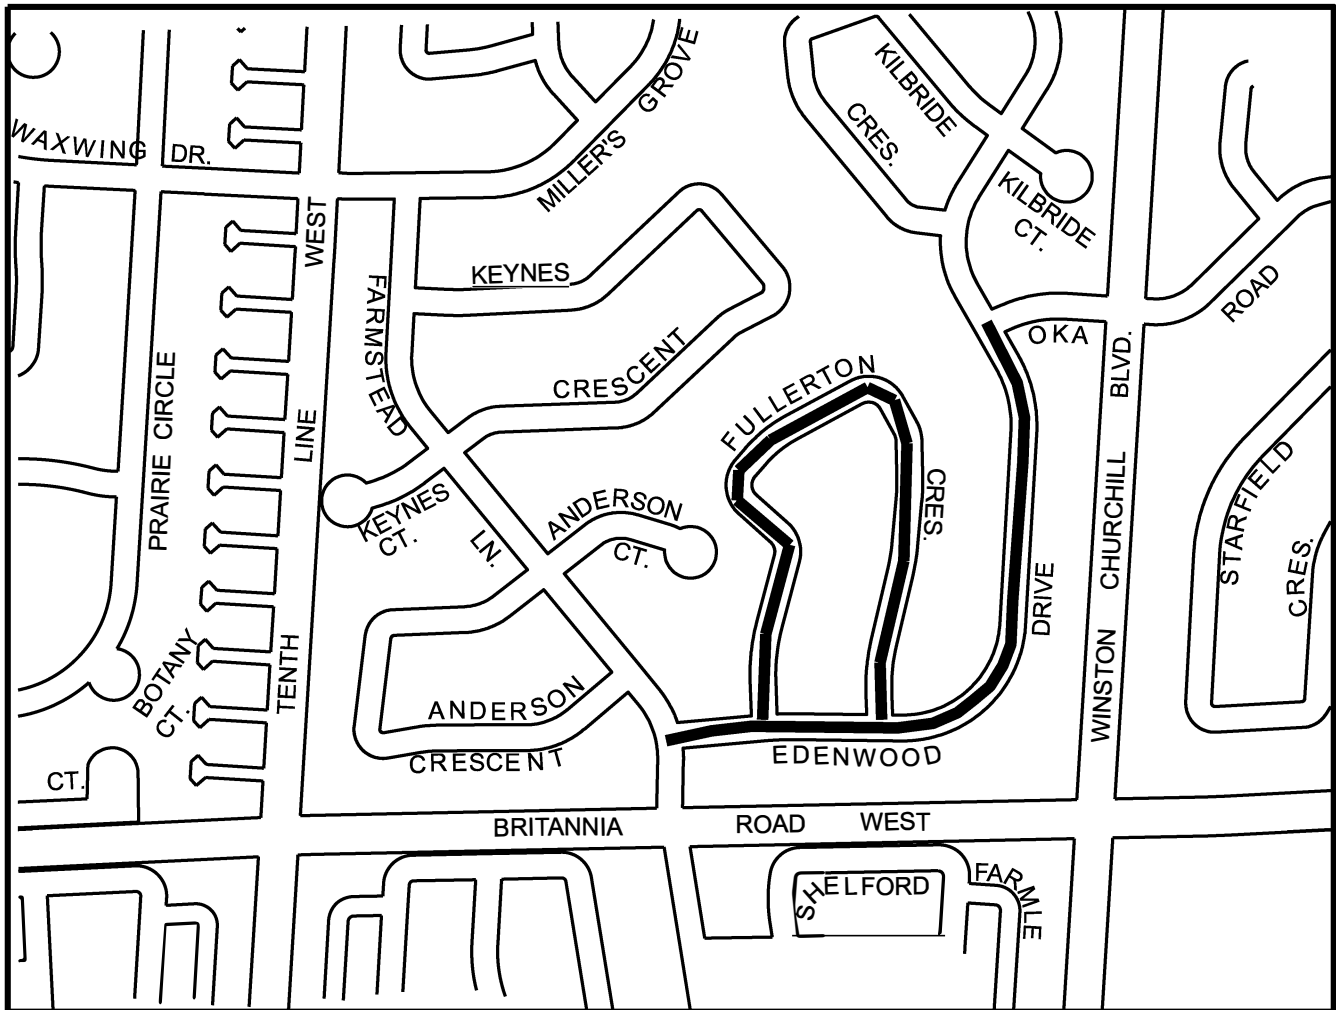 WAXWING DR.
MILLER'S GROVE
KILBRIDE
CRES.
KILBRIDE
CT.
WEST
KEYNES
FARMSTEAD
CRESCENT
OKA
ROAD
BLVD.
PRAIRIE CIRCLE
LINE
FULLERTON
CRES.
KEYNES
CT.
LN.
ANDERSON
CT.
CHURCHILL
STARFIELD
CRES.
DRIVE
BOTANY
CT.
TENTH
WINSTON
ANDERSON
CRESCENT
EDENWOOD
CT.
BRITANNIA ROAD WEST
SHELFORD
FARMLE